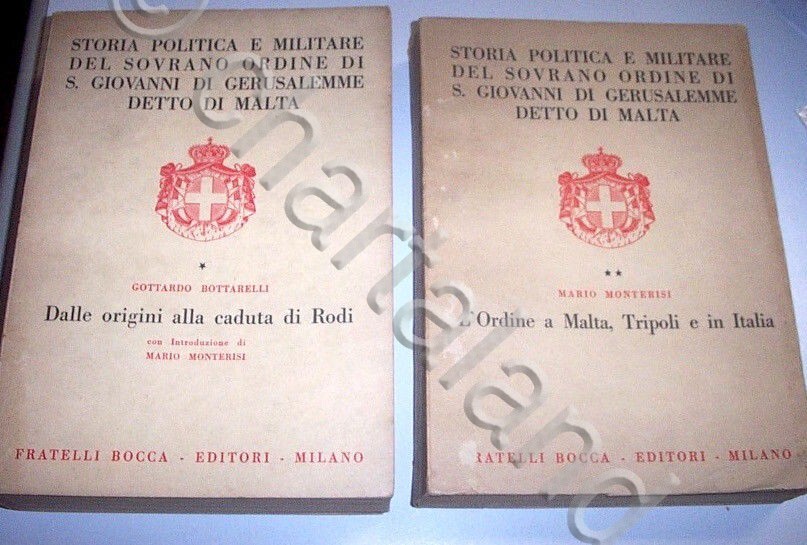 STORIA POLITICA E MILITARE
DEL SOVRANO ORDINE DI
S. GIOVANNI DI GERUSALEMME
DETTO DI MALTA
*
GOTTARDO BOTTARELLI
Dalle origini alla caduta di Rodi
con Introduzione di
MARIO MONTERISI
FRATELLI BOCCA - EDITORI - MILANO
STORIA POLITICA E MILITARE
DEL SOVRANO ORDINE DI
S. GIOVANNI DI GERUSALEMME
DETTO DI MALTA
**
MARIO MONTERISI
L'Ordine a Malta, Tripoli e in Italia
RATELLI BOCCA - EDITORI - MILANO